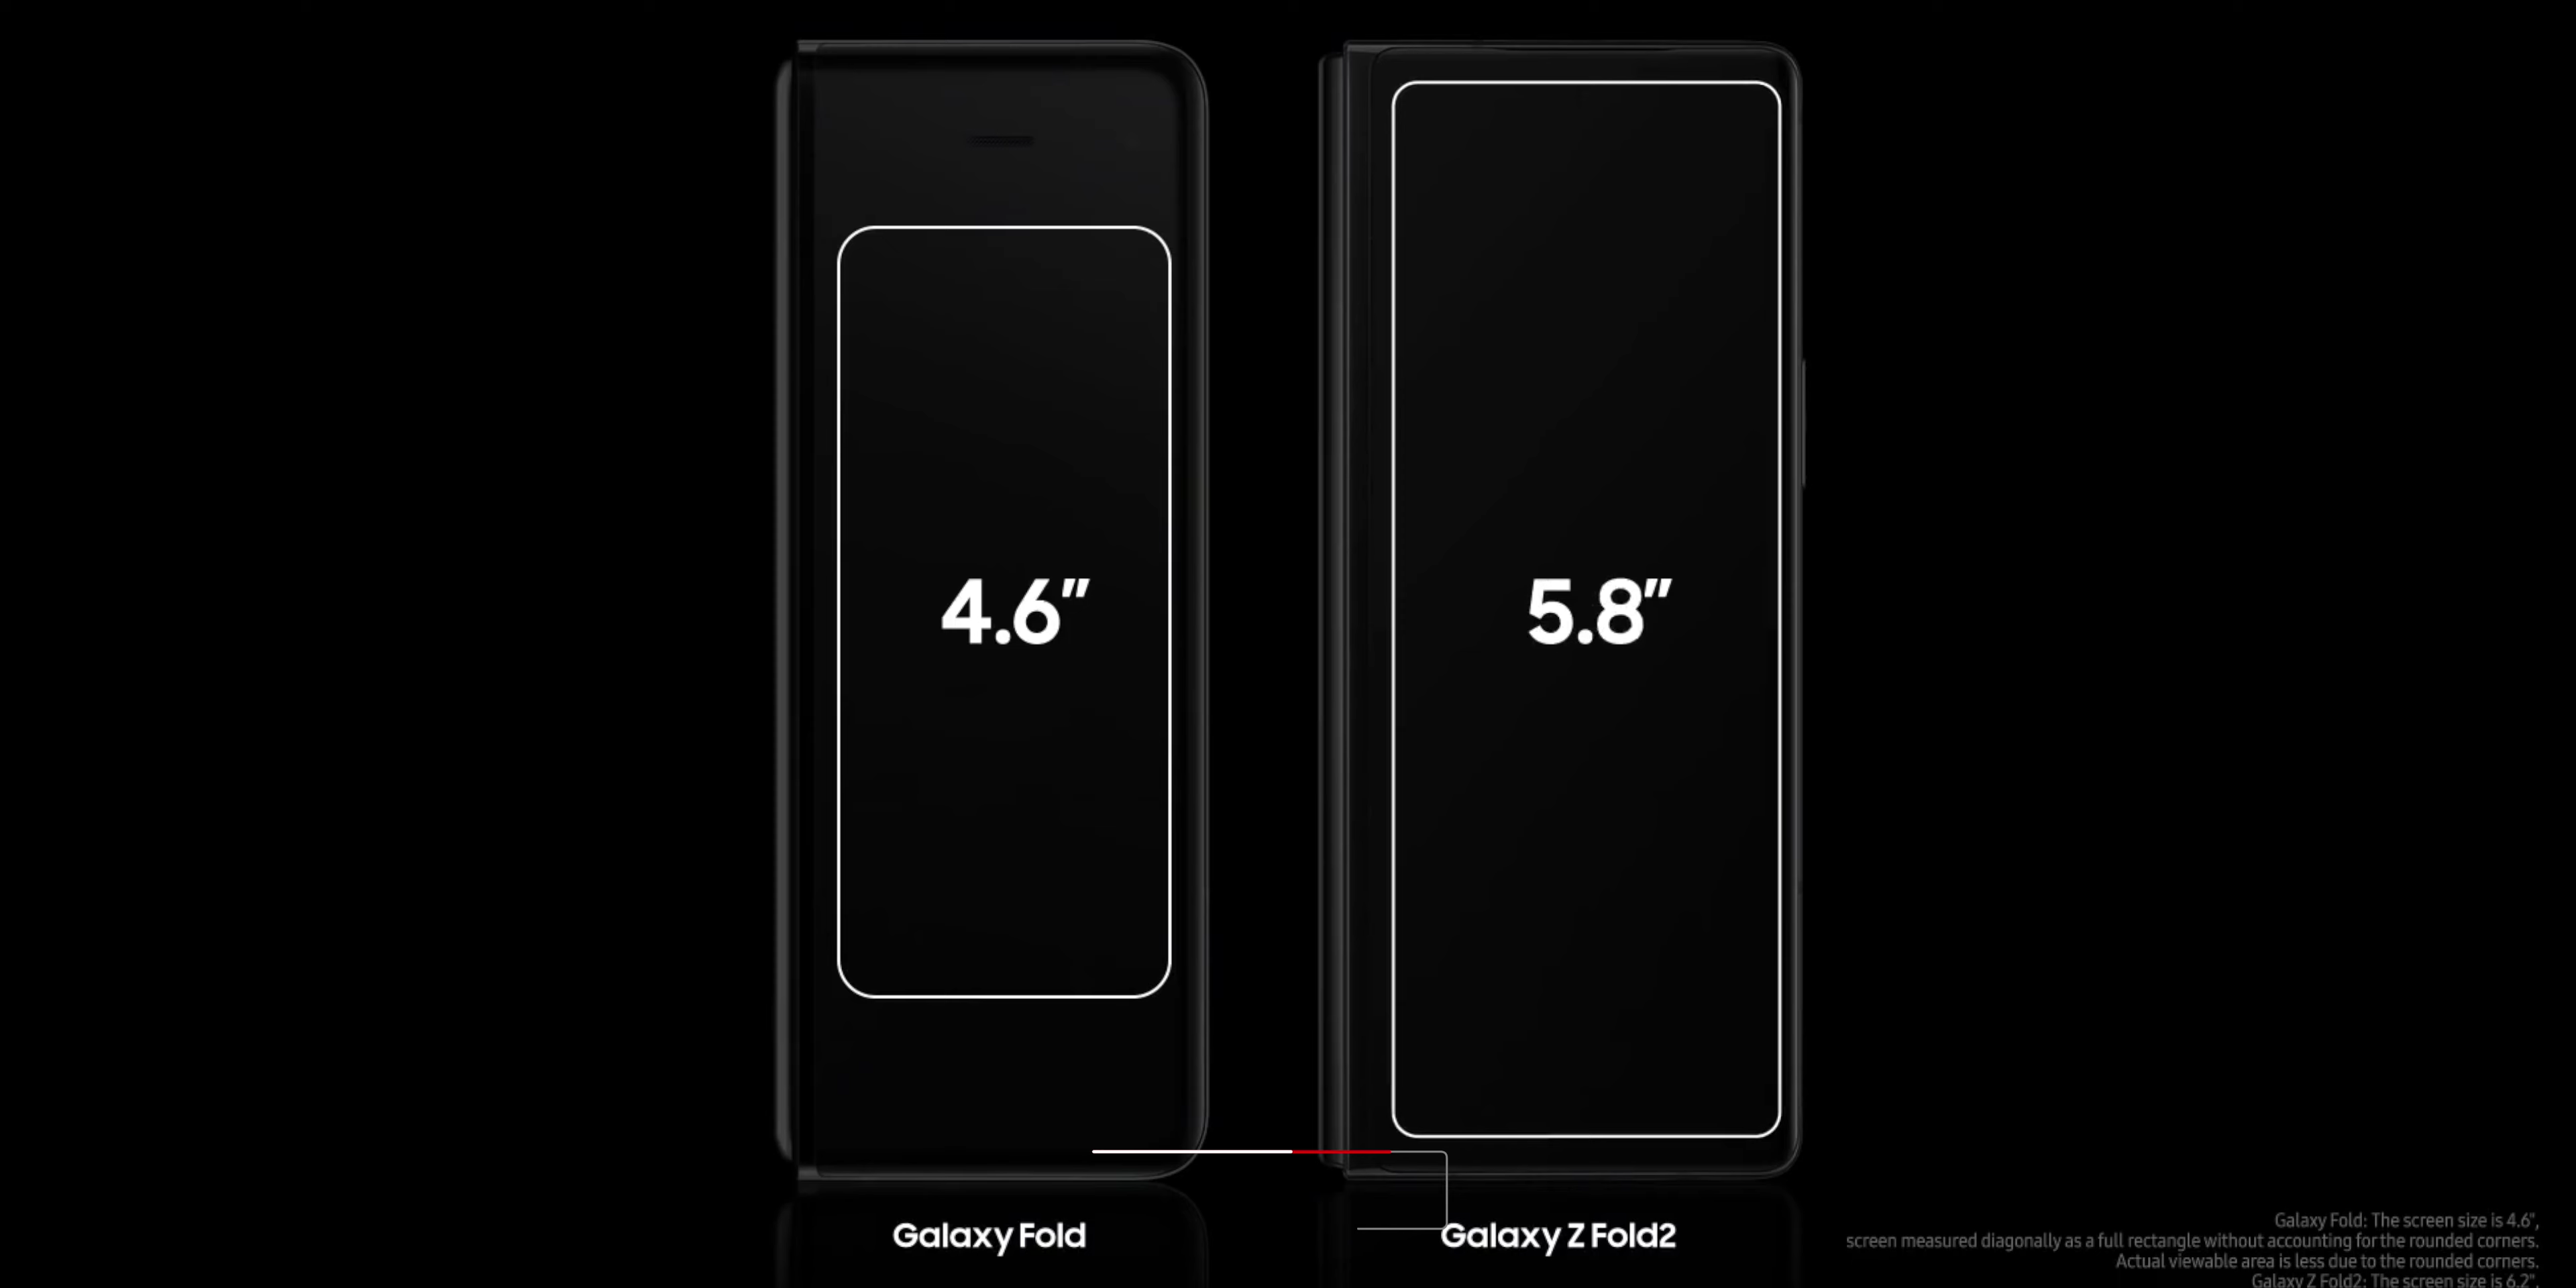 4.6″
5.8″
Galaxy Fold
Galaxy Z Fold2
Galaxy Fold: The screen size is 4.6",
screen measured diagonally as a full rectangle without accounting for the rounded corners.
Actual viewable area is less due to the rounded corners.
Galaxy Z Fold2: The screen size is 6.2",